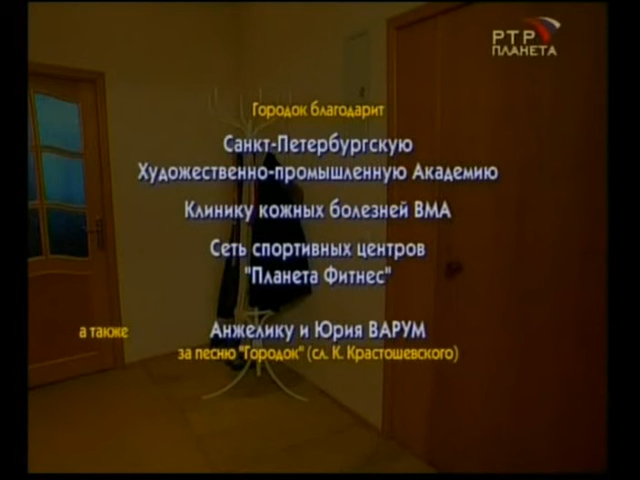 РТР
ПЛАНЕТА
Городок благодарит
Санкт-Петербургскую
Художественно-промышленную Академию
Клинику кожных болезней ВМА
Сеть спортивных центров
"Планета Фитнес"
а также Анжелику и Юрия ВАРУМ
за песню "Городок" (сл. К. Крастошевского)